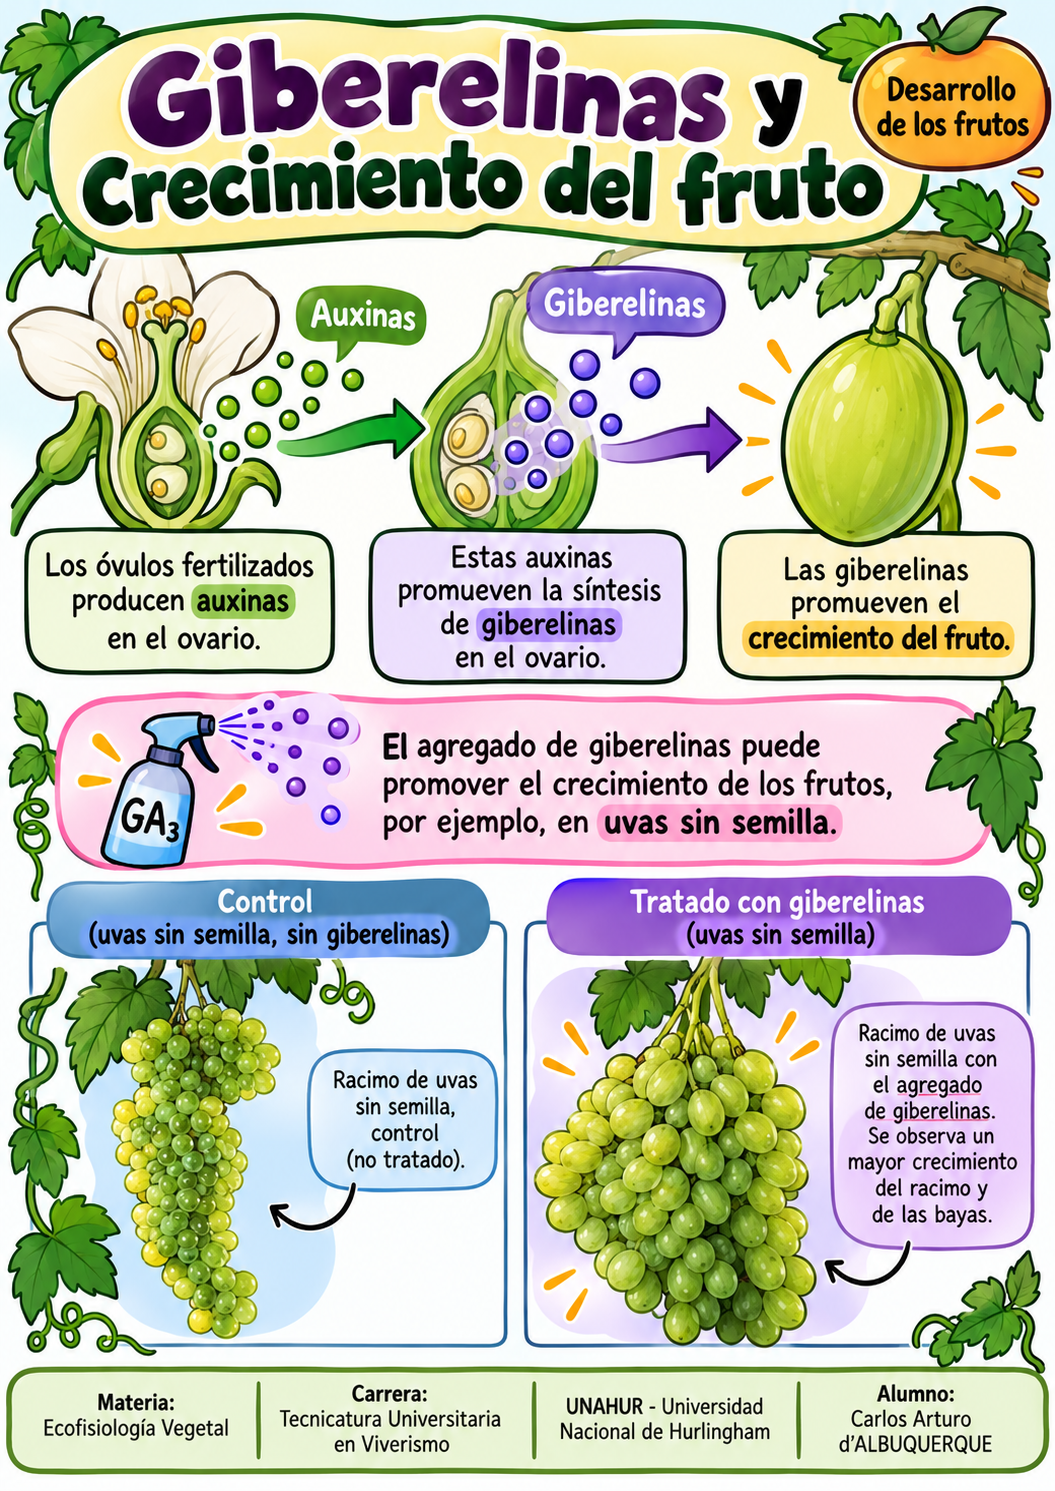 Giberelinas y
Crecimiento del fruto
Desarrollo
de los frutos
Auxinas
Giberelinas
Los óvulos fertilizados
producen auxinas
en el ovario.
Estas auxinas
promueven la síntesis
de giberelinas
en el ovario.
Las giberelinas
promueven el
crecimiento del fruto.
GA₃
El agregado de giberelinas puede
promover el crecimiento de los frutos,
por ejemplo, en uvas sin semilla.
Control
(uvas sin semilla, sin giberelinas)
Racimo de uvas
sin semilla,
control
(no tratado).
Tratado con giberelinas
(uvas sin semilla)
Racimo de uvas
sin semilla con
el agregado
de giberelinas.
Se observa un
mayor crecimiento
del racimo y
de las bayas.
Materia:
Ecofisiología Vegetal
Carrera:
Tecnicatura Universitaria
en Viverismo
UNAHUR - Universidad
Nacional de Hurlingham
Alumno:
Carlos Arturo
d'ALBUQUERQUE